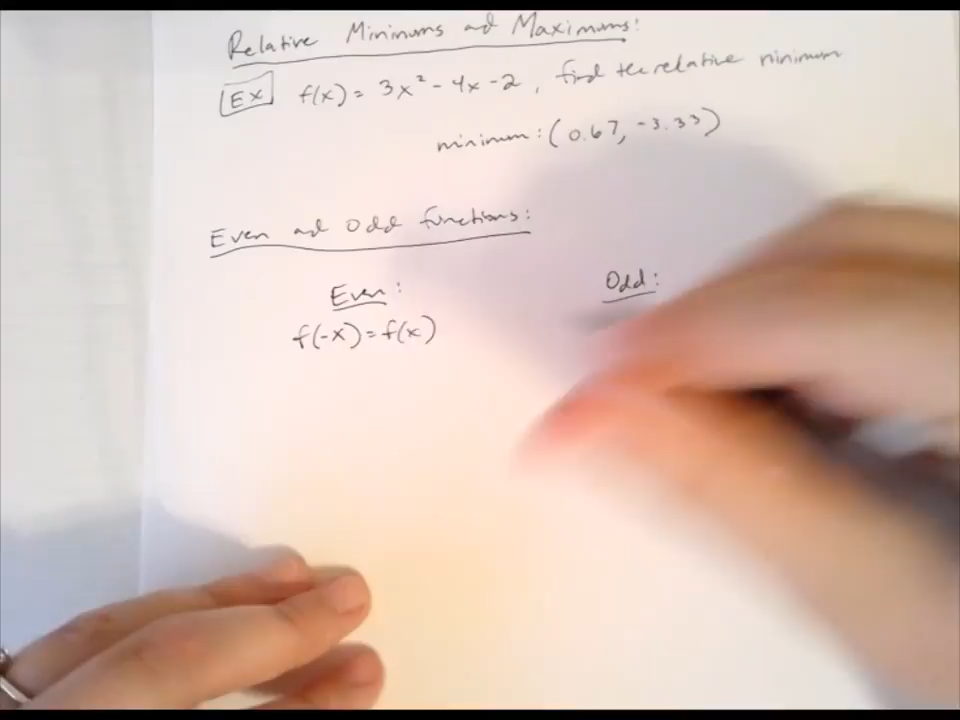 Relative Minimums and Maximums:
Ex f(x) = 3x² - 4x - 2, find the relative minimum
minimum: (0.67, -3.33)
Even and Odd functions:
Even: Odd:
f(-x) = f(x)